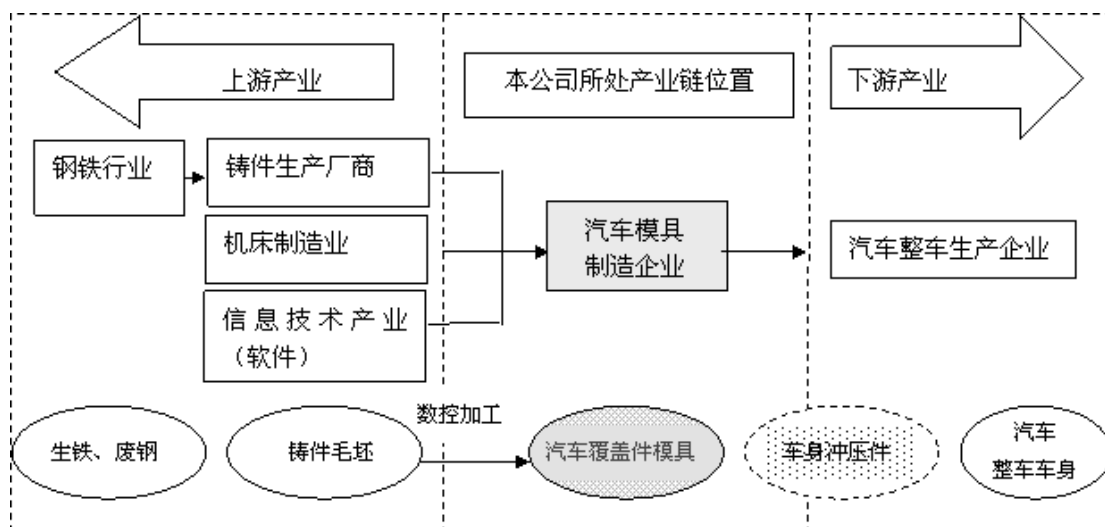 上游产业
本公司所处产业链位置
下游产业
钢铁行业
铸件生产厂商
机床制造业
信息技术产业
（软件）
汽车模具
制造企业
汽车整车生产企业
数控加工
生铁、废钢
铸件毛坯
汽车覆盖件模具
车身冲压件
汽车
整车车身